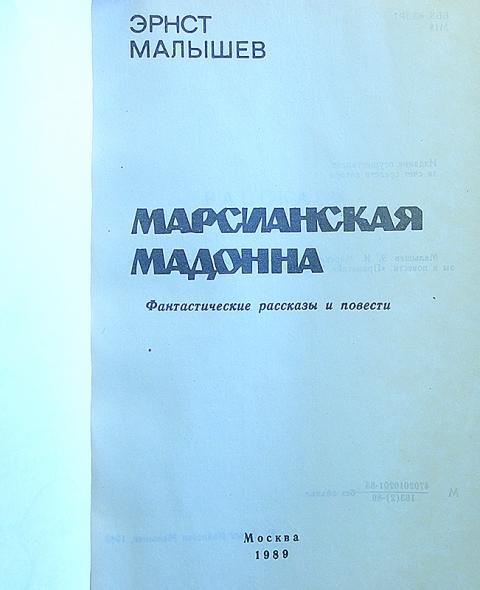 ЭРНСТ
МАЛЫШЕВ
МАРСИАНСКАЯ
МАДОННА
Фантастические рассказы и повести
Москва
1989